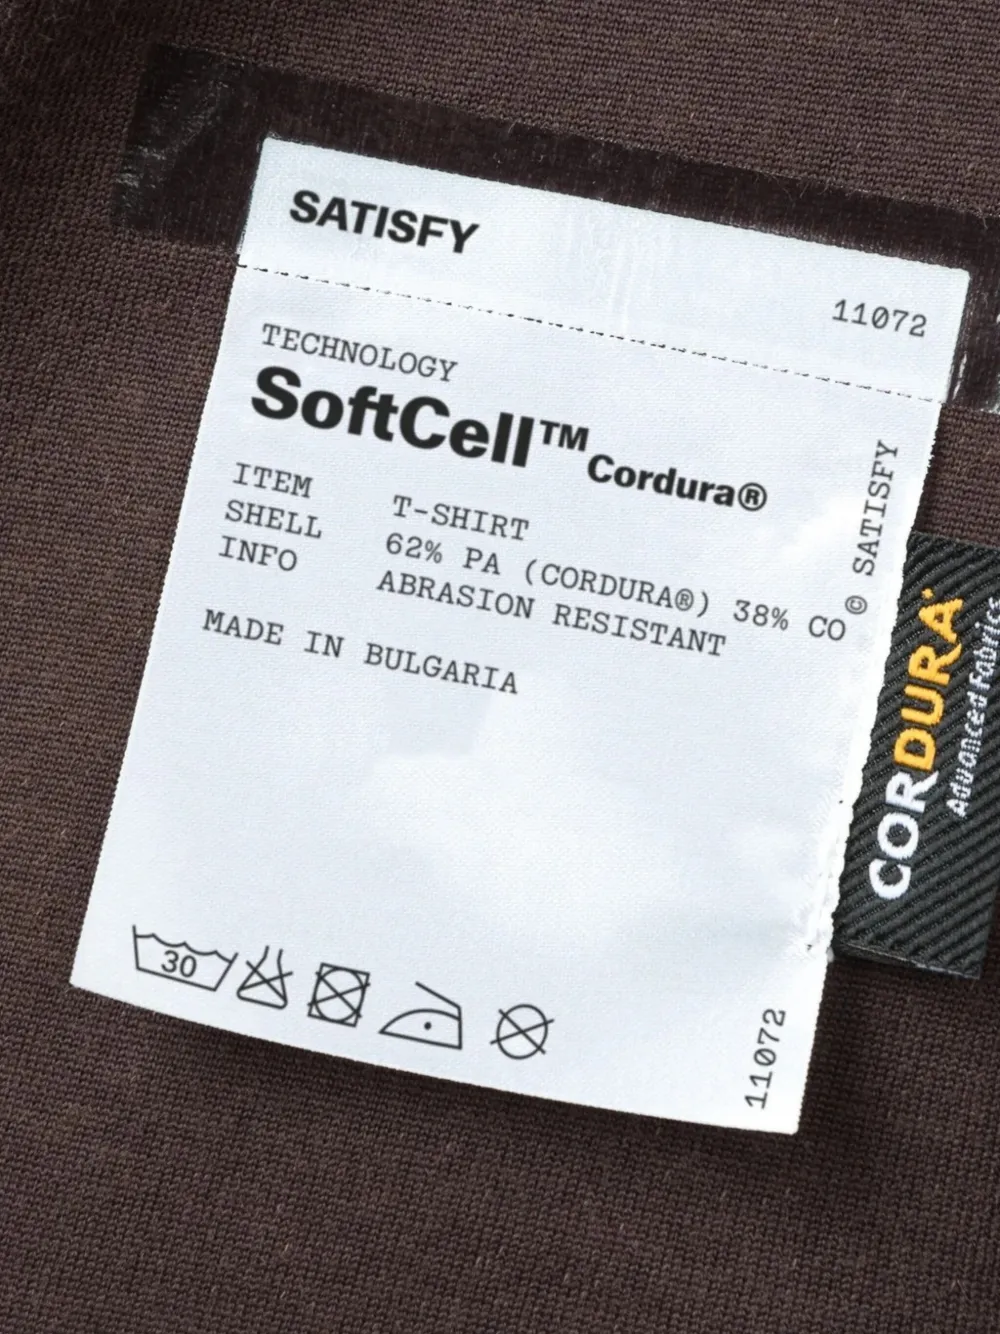 SATISFY
11072
TECHNOLOGY
SoftCell™ Cordura®
ITEM T-SHIRT
SHELL 62% PA (CORDURA®) 38% CO
INFO ABRASION RESISTANT
MADE IN BULGARIA
© SATISFY
CORDURA
Advanced Fabrics
30
11072